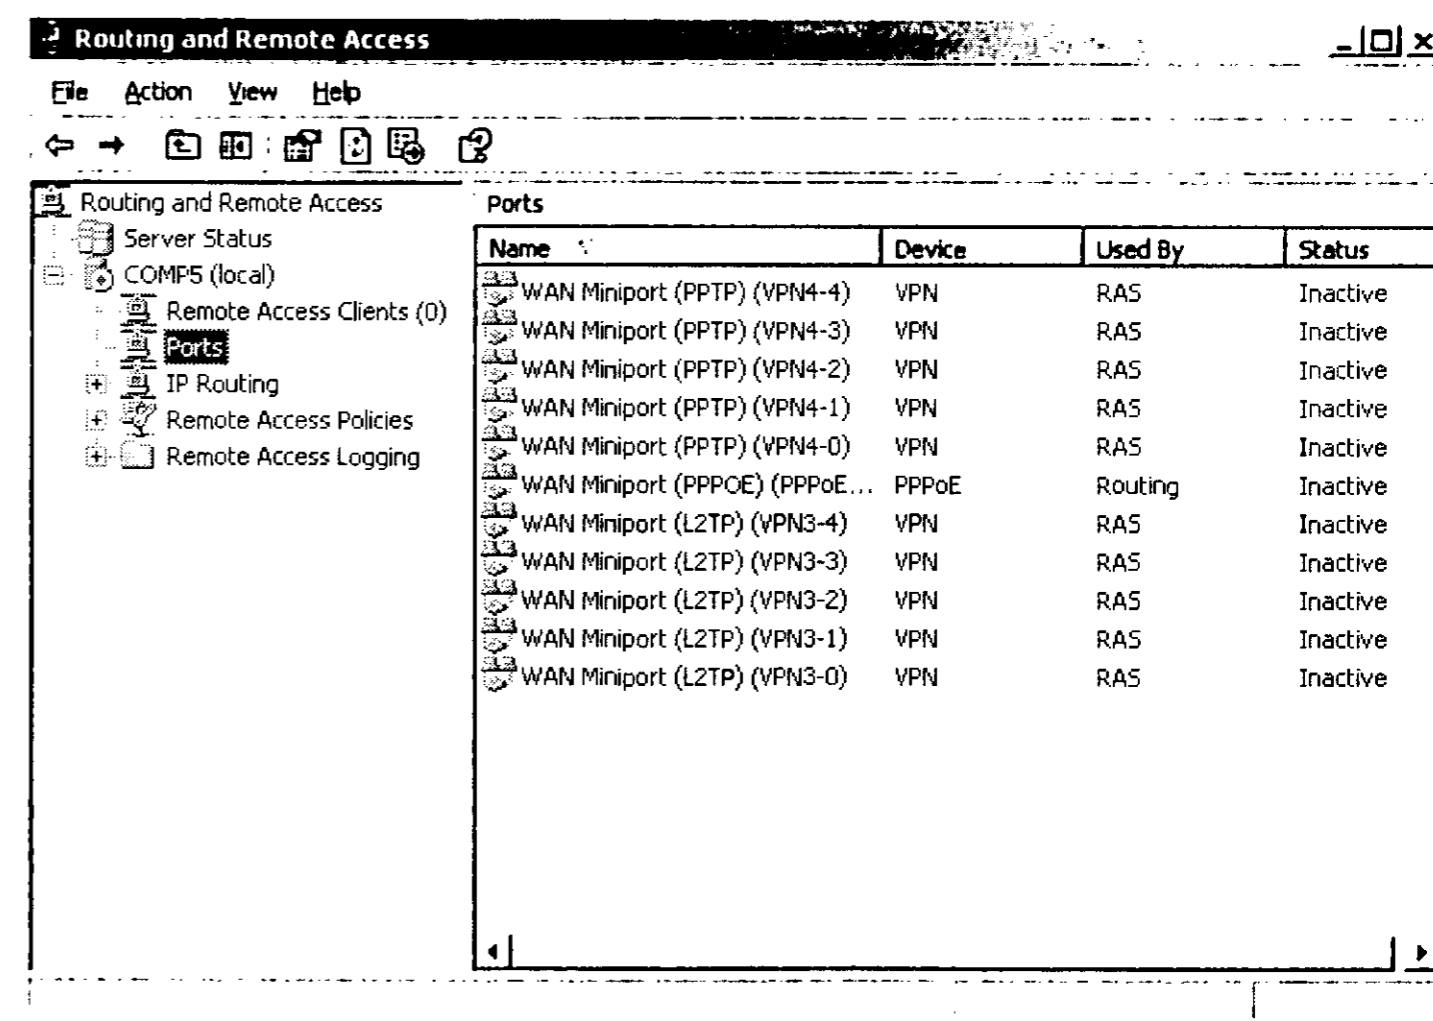 Routing and Remote Access
File Action View Help
Routing and Remote Access
Server Status
COMP5 (local)
Remote Access Clients (0)
Ports
IP Routing
Remote Access Policies
Remote Access Logging
Ports
Name Device Used By Status
WAN Miniport (PPTP) (VPN4-4) VPN RAS Inactive
WAN Miniport (PPTP) (VPN4-3) VPN RAS Inactive
WAN Miniport (PPTP) (VPN4-2) VPN RAS Inactive
WAN Miniport (PPTP) (VPN4-1) VPN RAS Inactive
WAN Miniport (PPTP) (VPN4-0) VPN RAS Inactive
WAN Miniport (PPPOE) (PPPoE... PPPoE Routing Inactive
WAN Miniport (L2TP) (VPN3-4) VPN RAS Inactive
WAN Miniport (L2TP) (VPN3-3) VPN RAS Inactive
WAN Miniport (L2TP) (VPN3-2) VPN RAS Inactive
WAN Miniport (L2TP) (VPN3-1) VPN RAS Inactive
WAN Miniport (L2TP) (VPN3-0) VPN RAS Inactive